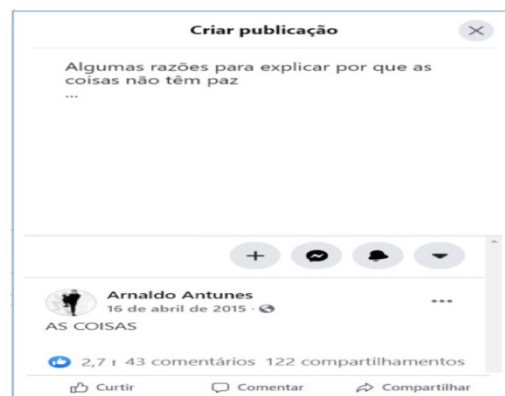 Criar publicação
Algumas razões para explicar por que as
coisas não têm paz
...
Arnaldo Antunes
16 de abril de 2015 ·
AS COISAS
2,7 43 comentários 122 compartilhamentos
Curtir Comentar Compartilhar